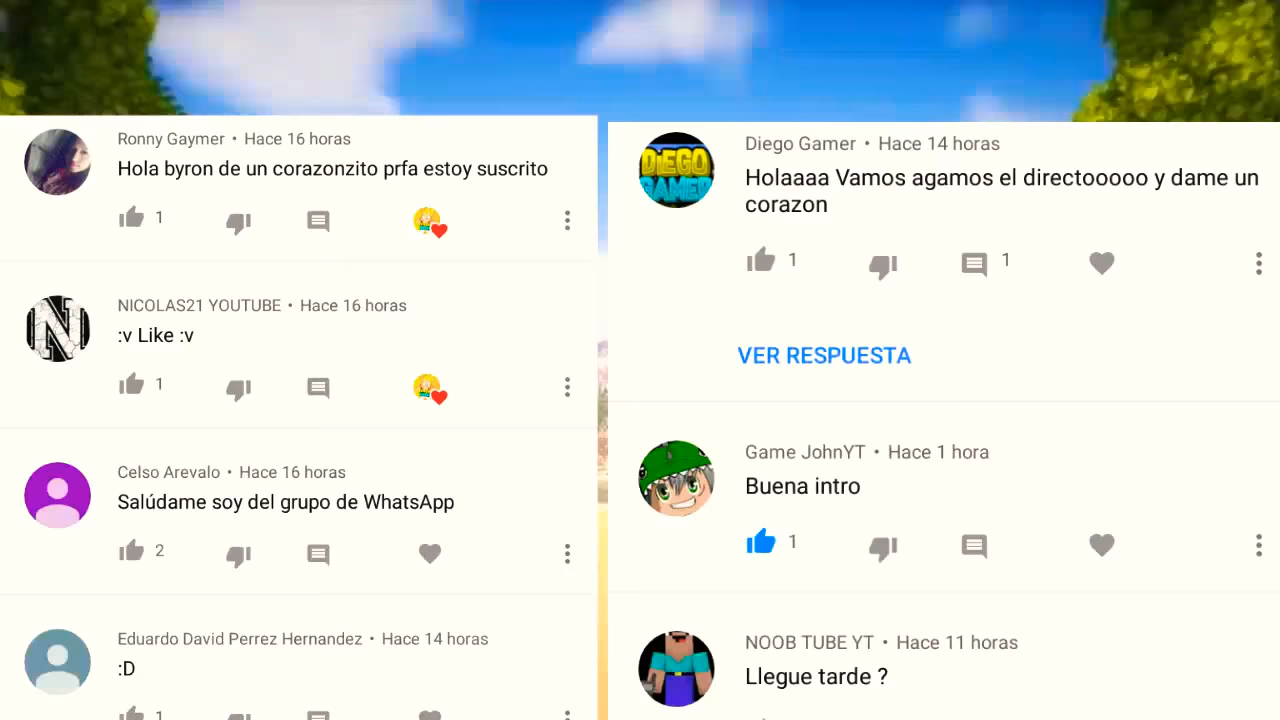 Ronny Gaymer • Hace 16 horas
Hola byron de un corazonzito prfa estoy suscrito
1
NICOLAS21 YOUTUBE • Hace 16 horas
:v Like :v
1
Celso Arevalo • Hace 16 horas
Salúdame soy del grupo de WhatsApp
2
Eduardo David Perrez Hernandez • Hace 14 horas
:D
1
DIEGO
GAMER
Diego Gamer • Hace 14 horas
Holaaaa Vamos agamos el directooooo y dame un
corazon
1 1
VER RESPUESTA
Game JohnYT • Hace 1 hora
Buena intro
1
NOOB TUBE YT • Hace 11 horas
Llegue tarde ?